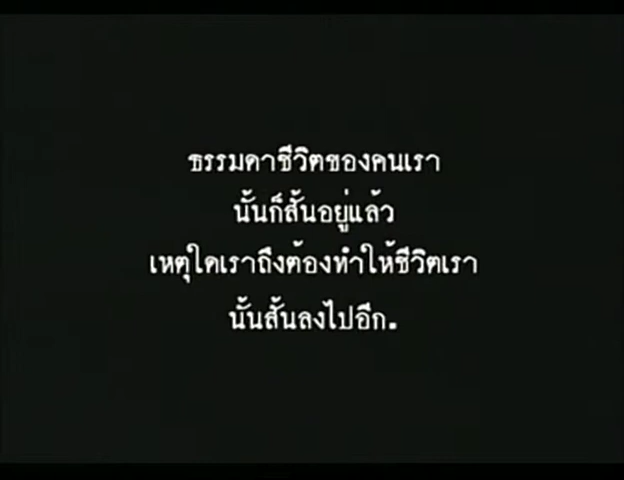 ธรรมดาชีวิตของคนเรา
นั้นก็สั้นอยู่แล้ว
เหตุใดเราถึงต้องทำให้ชีวิตเรา
นั้นสั้นลงไปอีก.